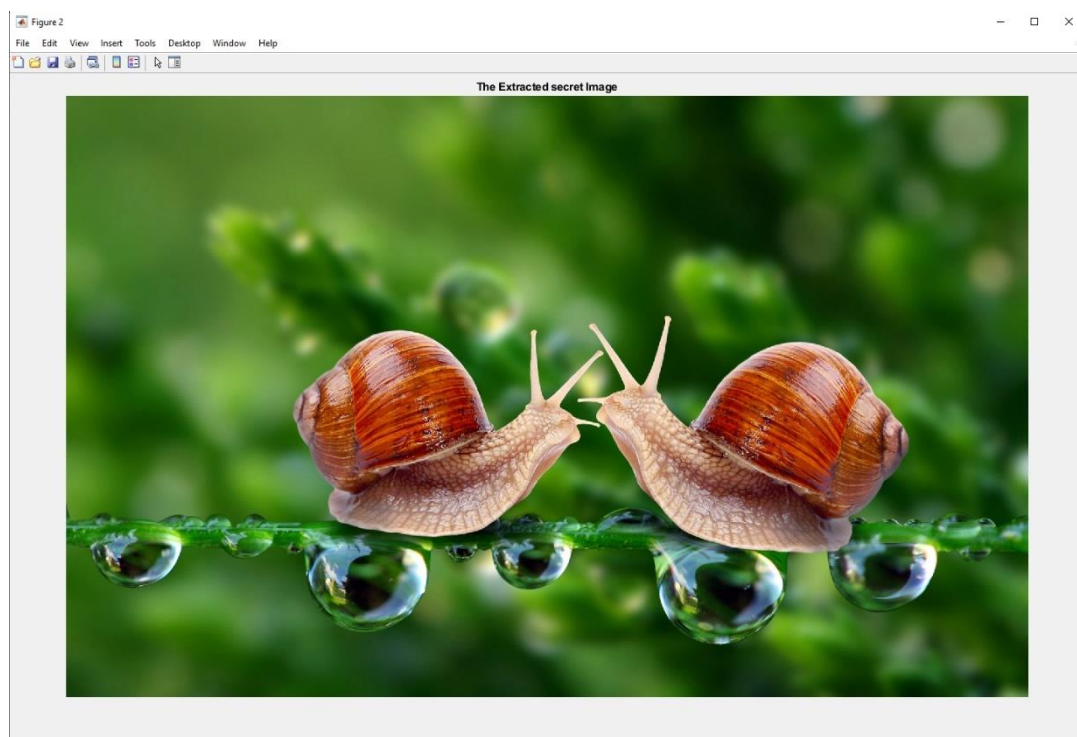 Figure 2
File Edit View Insert Tools Desktop Window Help
The Extracted secret Image